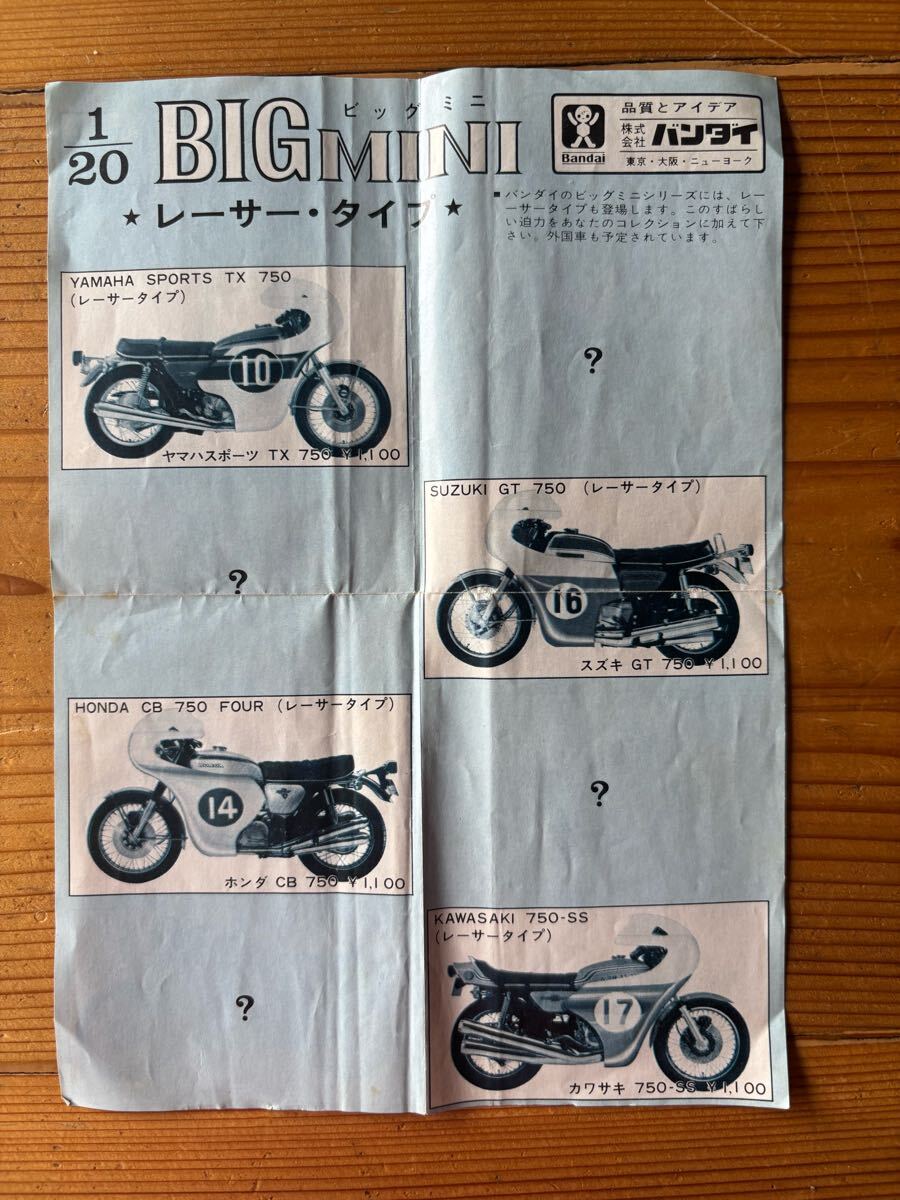 1/20
BIG MINI
ビッグ ミニ
★レーサー・タイプ★
Bandai
品質とアイデア
株式会社 バンダイ
東京・大阪・ニューヨーク
■バンダイのビッグミニシリーズには、レー
サータイプも登場します。このすばらし
い迫力をあなたのコレクションに加えて下
さい。外国車も予定されています。
YAMAHA SPORTS TX 750
(レーサータイプ)
10
ヤマハスポーツ TX 750 ¥1,100
?
SUZUKI GT 750 (レーサータイプ)
16
スズキ GT 750 ¥1,100
?
HONDA CB 750 FOUR (レーサータイプ)
14
ホンダ CB 750 ¥1,100
?
KAWASAKI 750-SS
(レーサータイプ)
17
カワサキ 750-SS ¥1,100
?